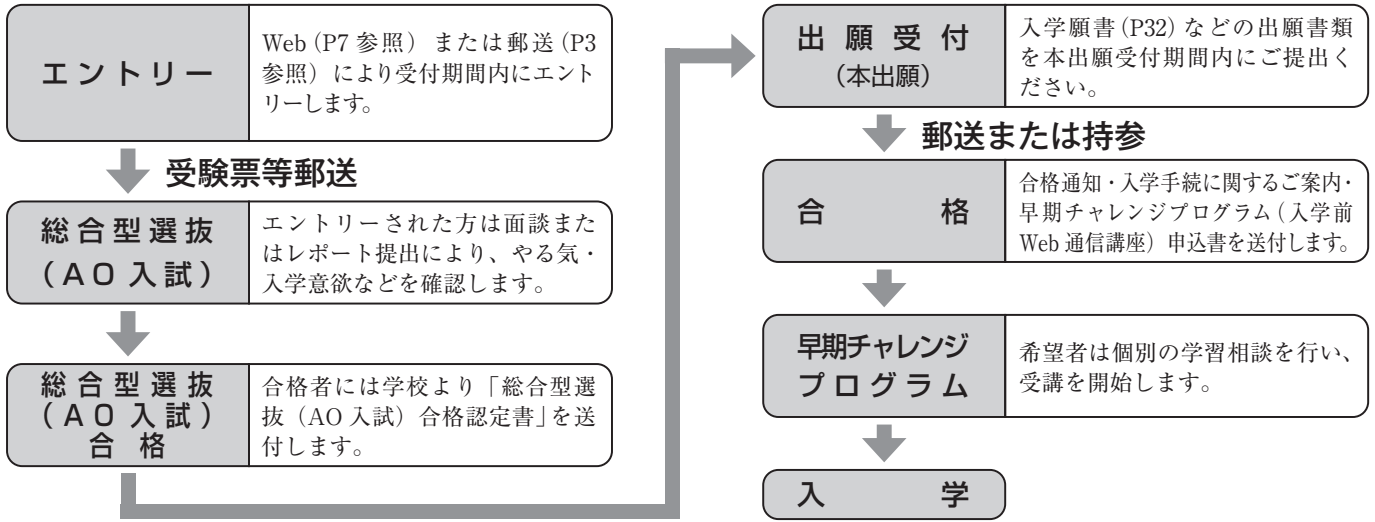 エントリー
Web（P7 参照）または郵送（P3
参照）により受付期間内にエント
リーします。
受験票等郵送
総合型選抜
（AO 入試）
エントリーされた方は面談また
はレポート提出により、やる気・
入学意欲などを確認します。
総合型選抜
（AO 入試）
合格
合格者には学校より「総合型選
抜（AO 入試）合格認定書」を送
付します。
出願受付
（本出願）
入学願書（P32）などの出願書類
を本出願受付期間内にご提出く
ださい。
郵送または持参
合格
合格通知・入学手続に関するご案内・
早期チャレンジプログラム（入学前
Web 通信講座）申込書を送付します。
早期チャレンジ
プログラム
希望者は個別の学習相談を行い、
受講を開始します。
入学